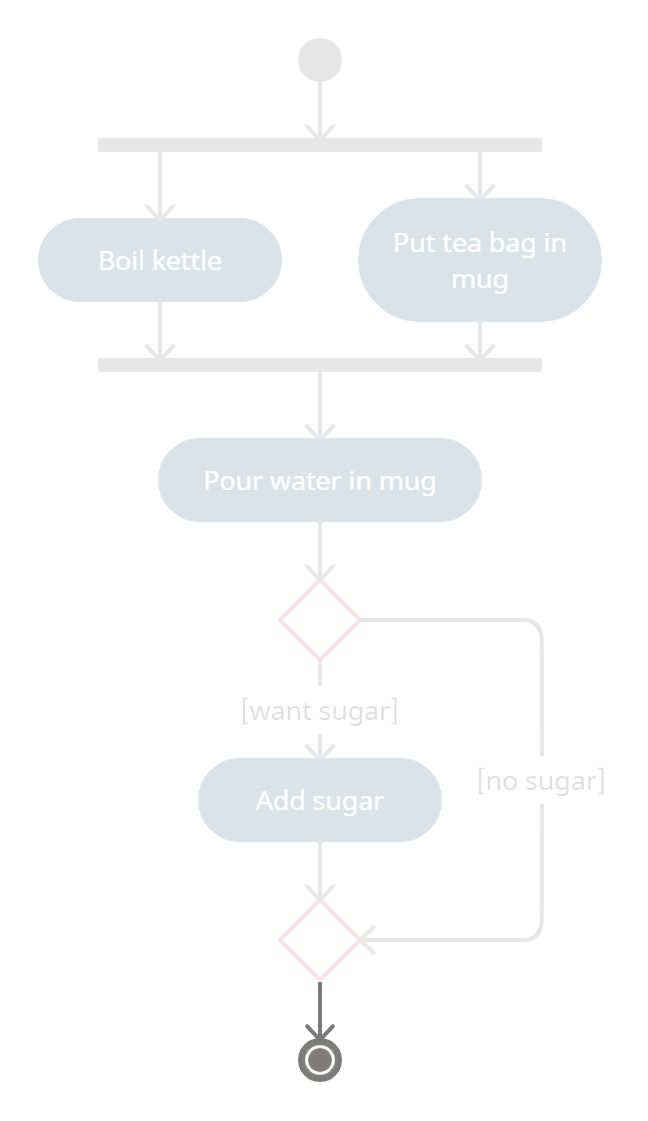 Boil kettle
Put tea bag in
mug
Pour water in mug
[want sugar]
[no sugar]
Add sugar